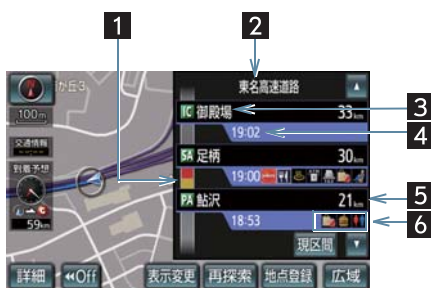 1
2
東名高速道路
が丘3
100m
IC 御殿場 33km
3
19:02
4
交通情報
SA 足柄 30km
到着予想
19:00
PA 鮎沢 21km
5
59km
18:53
6
現区間
詳細
Off
表示変更
再探索
地点登録
広域